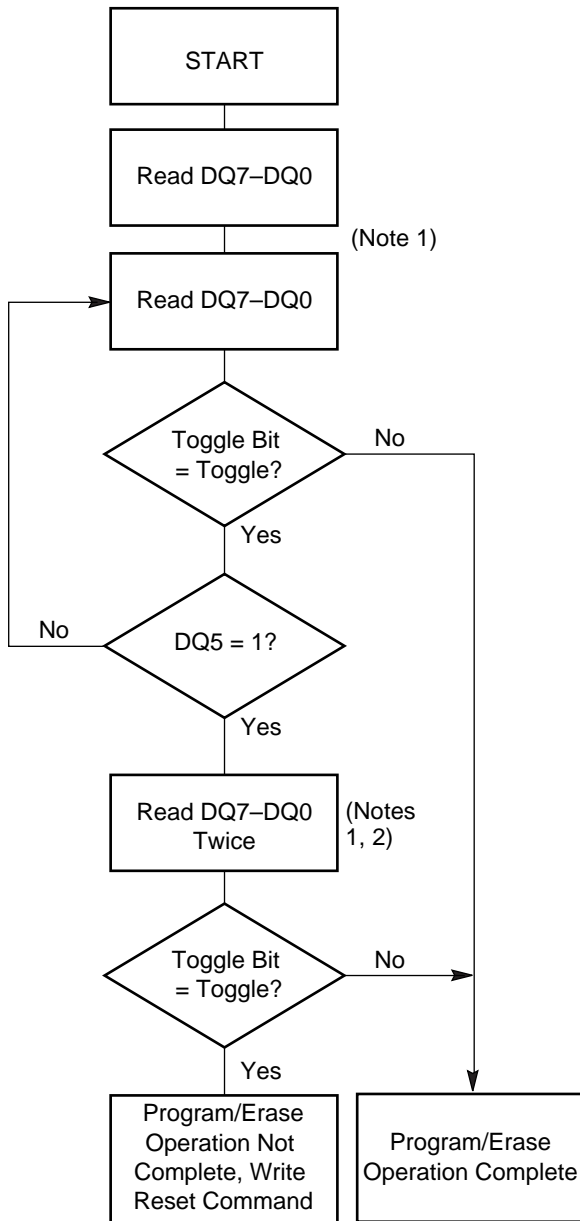 START
Read DQ7–DQ0
(Note 1)
Read DQ7–DQ0
Toggle Bit
= Toggle?
No
Yes
No
DQ5 = 1?
Yes
Read DQ7–DQ0
Twice
(Notes
1, 2)
Toggle Bit
= Toggle?
No
Yes
Program/Erase
Operation Not
Complete, Write
Reset Command
Program/Erase
Operation Complete